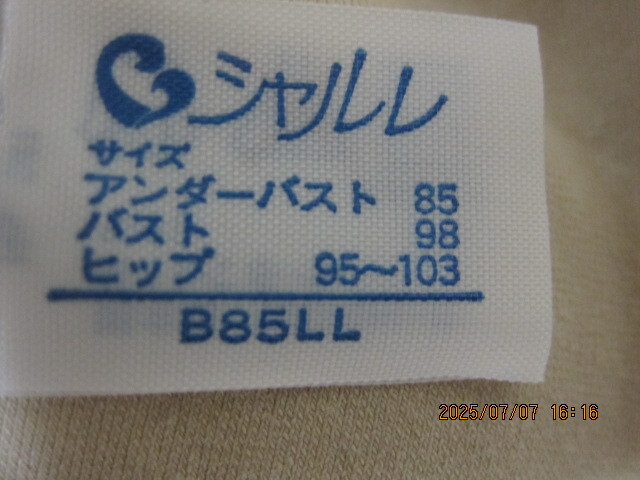 シャルレ
サイズ
アンダーバスト 85
バスト 98
ヒップ 95〜103
B85LL
2025/07/07 16:16